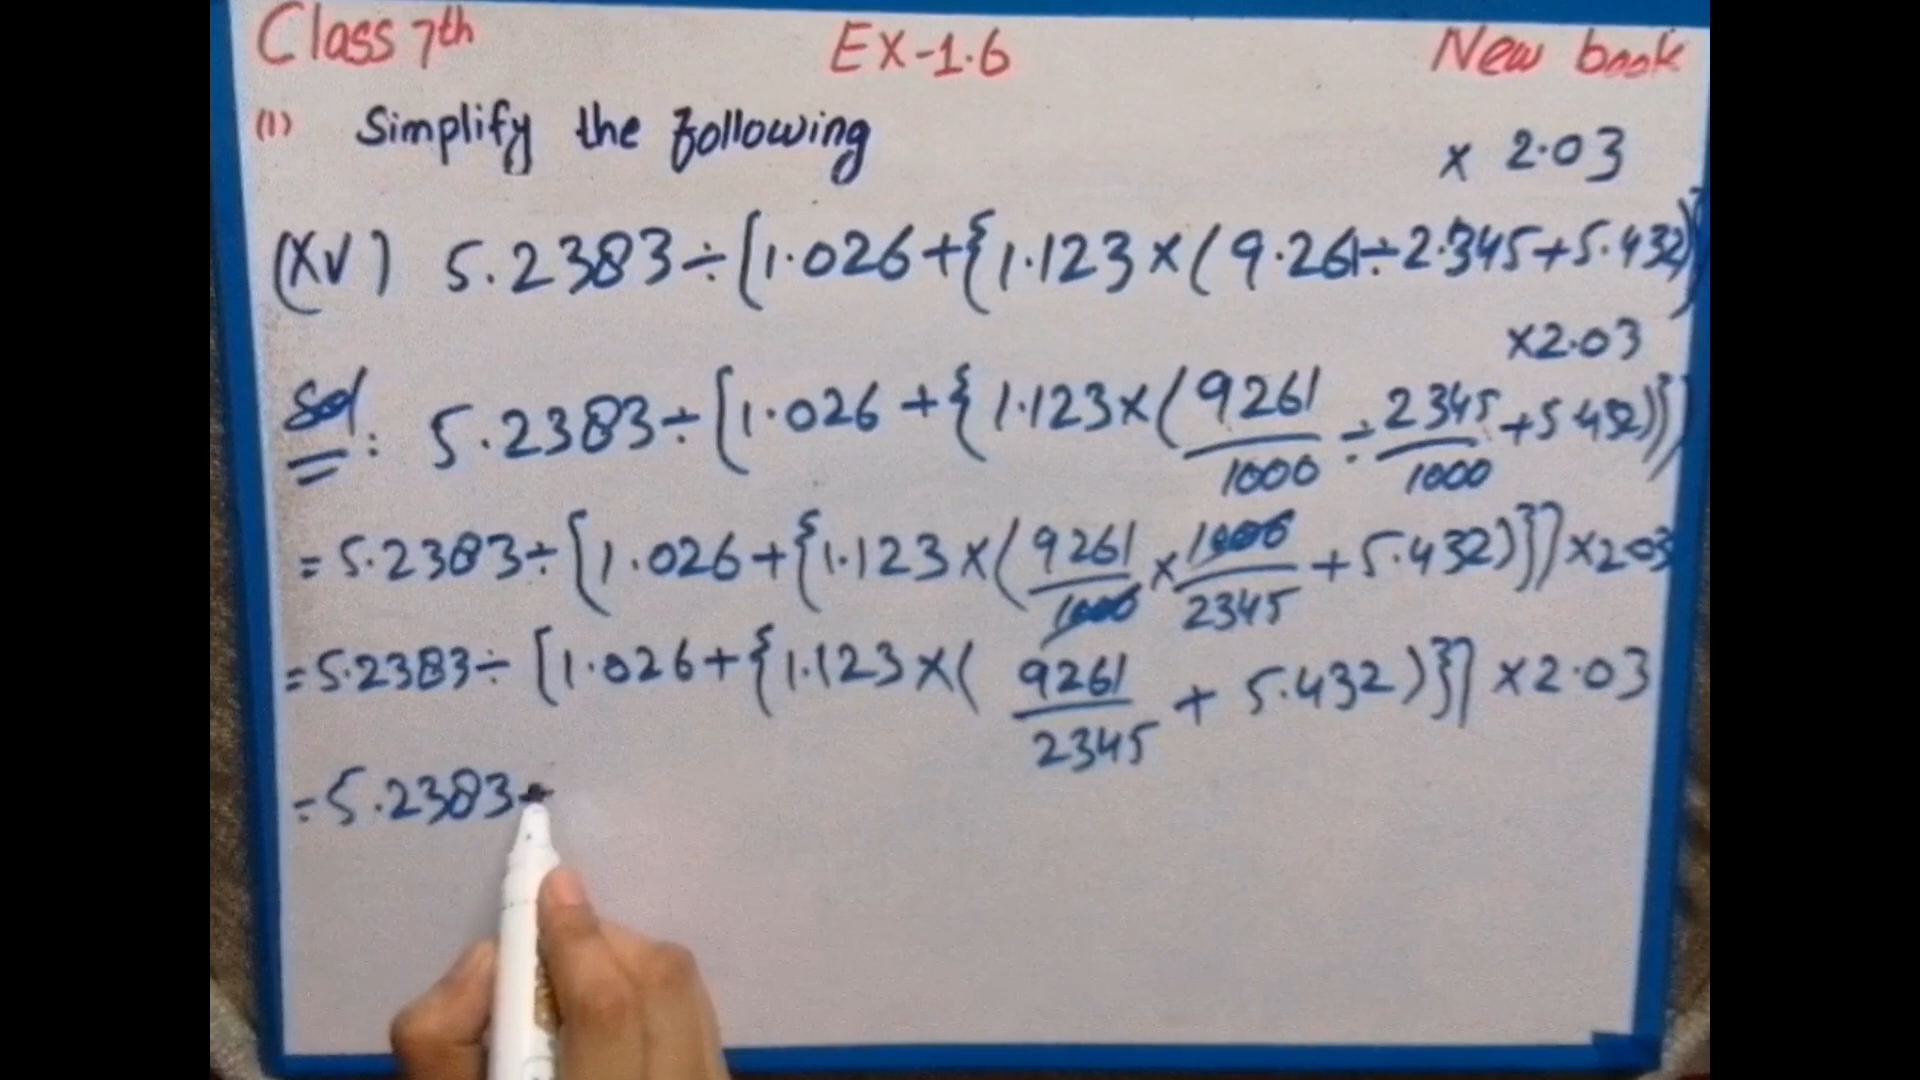 Class 7th Ex-1.6 New book
(1) Simplify the following
× 2.03
(XV) 5.2383÷[1.026+{1.123×(9.261÷2.345+5.432)}]
×2.03
Sol: 5.2383÷[1.026+{1.123×(9261/1000÷2345/1000+5.432)}]
=5.2383÷[1.026+{1.123×(9261/1000×1000/2345+5.432)}]×2.03
=5.2383÷[1.026+{1.123×(9261/2345+5.432)}]×2.03
=5.2383÷